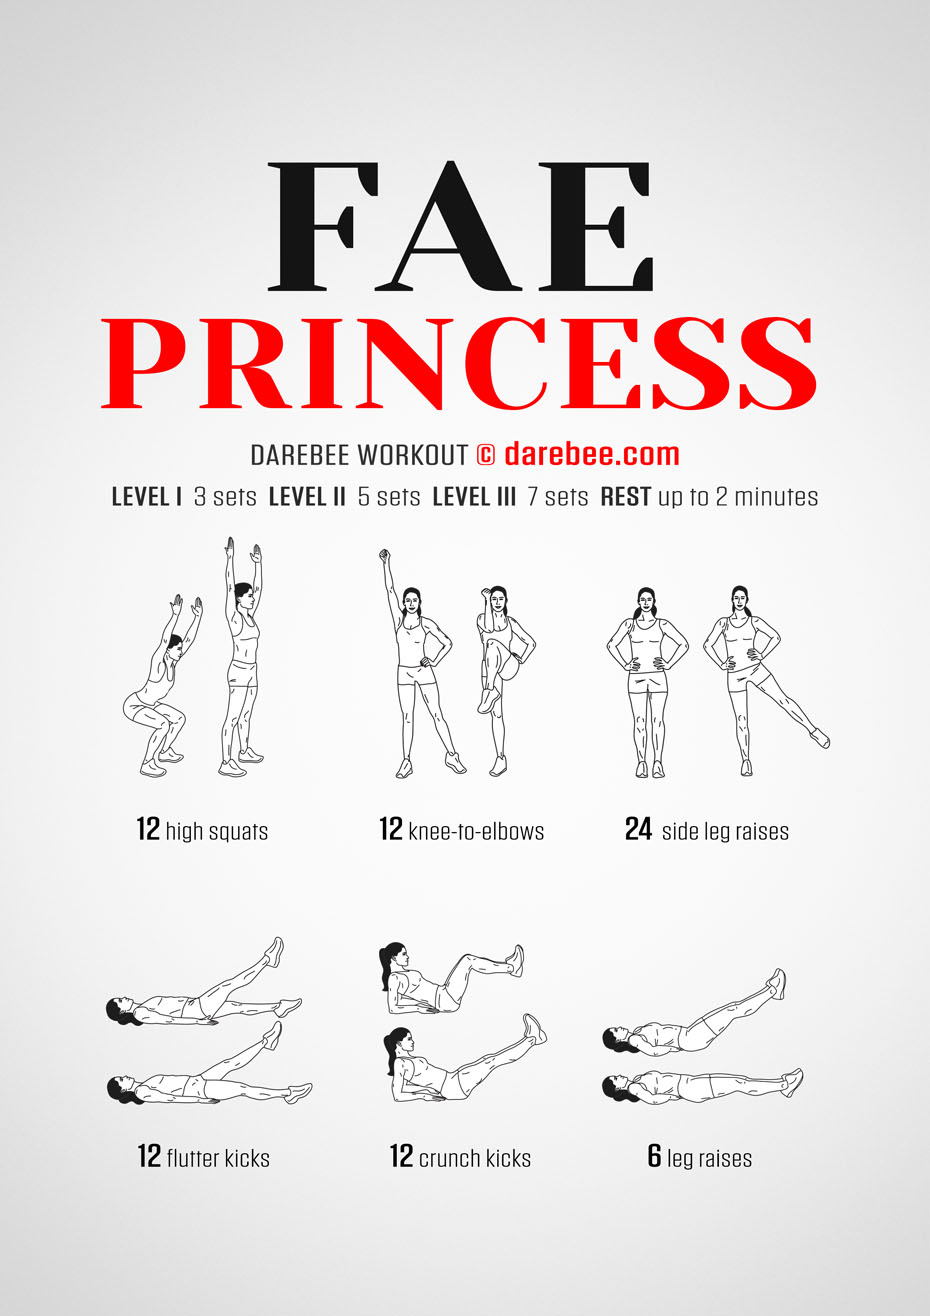 FAE
PRINCESS
DAREBEE WORKOUT © darebee.com
LEVEL I 3 sets LEVEL II 5 sets LEVEL III 7 sets REST up to 2 minutes
12 high squats
12 knee-to-elbows
24 side leg raises
12 flutter kicks
12 crunch kicks
6 leg raises